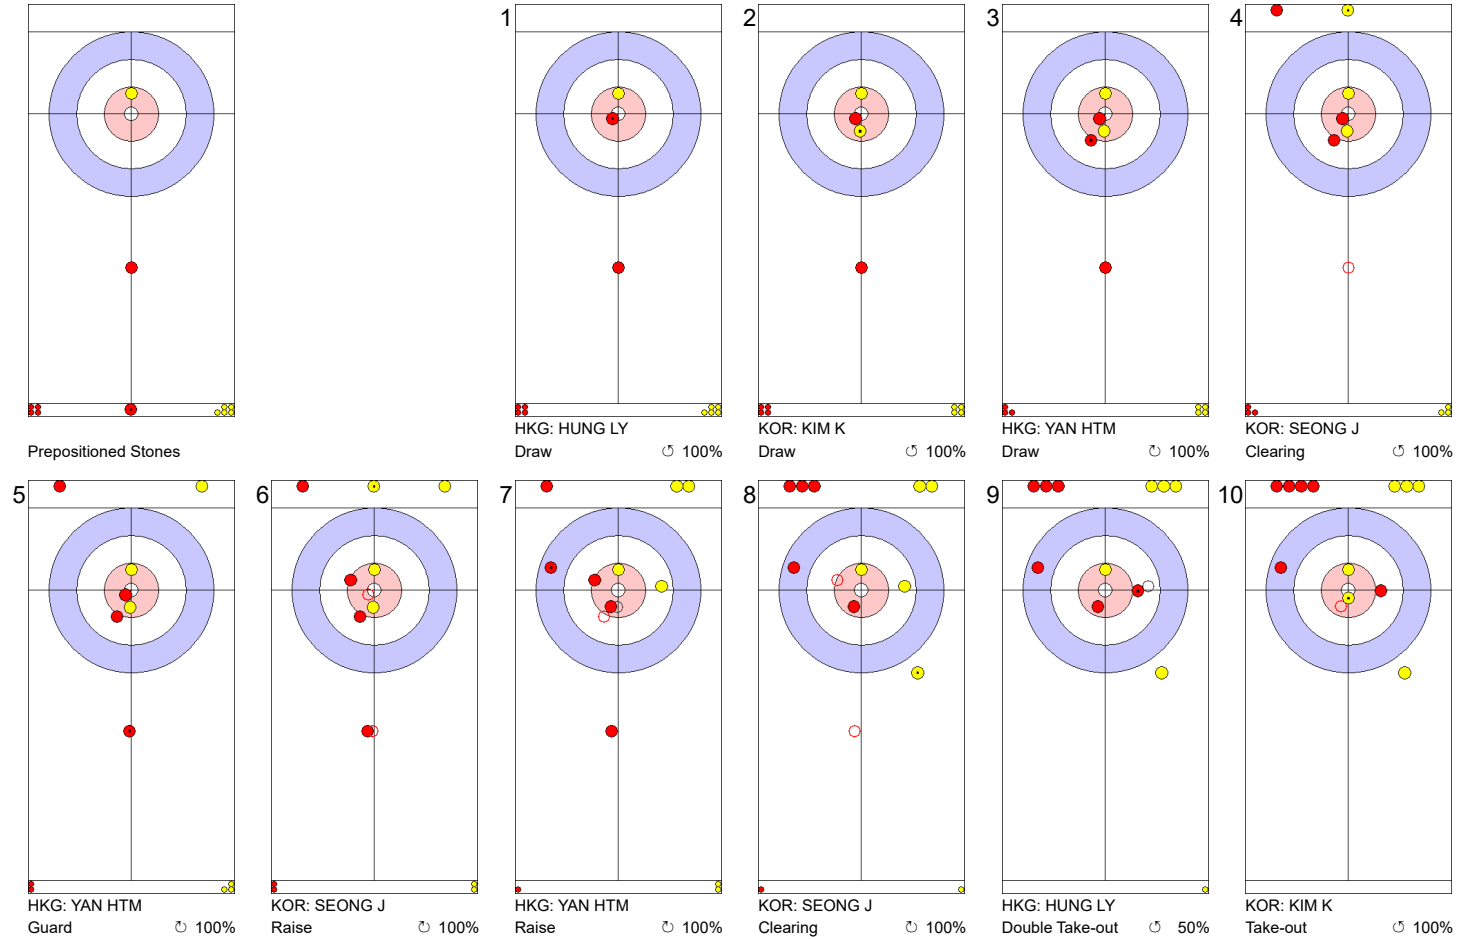 Prepositioned Stones
1
HKG: HUNG LY
Draw ↺ 100%
2
KOR: KIM K
Draw ↺ 100%
3
HKG: YAN HTM
Draw ↻ 100%
4
KOR: SEONG J
Clearing ↺ 100%
5
HKG: YAN HTM
Guard ↻ 100%
6
KOR: SEONG J
Raise ↻ 100%
7
HKG: YAN HTM
Raise ↻ 100%
8
KOR: SEONG J
Clearing ↺ 100%
9
HKG: HUNG LY
Double Take-out ↺ 50%
10
KOR: KIM K
Take-out ↺ 100%